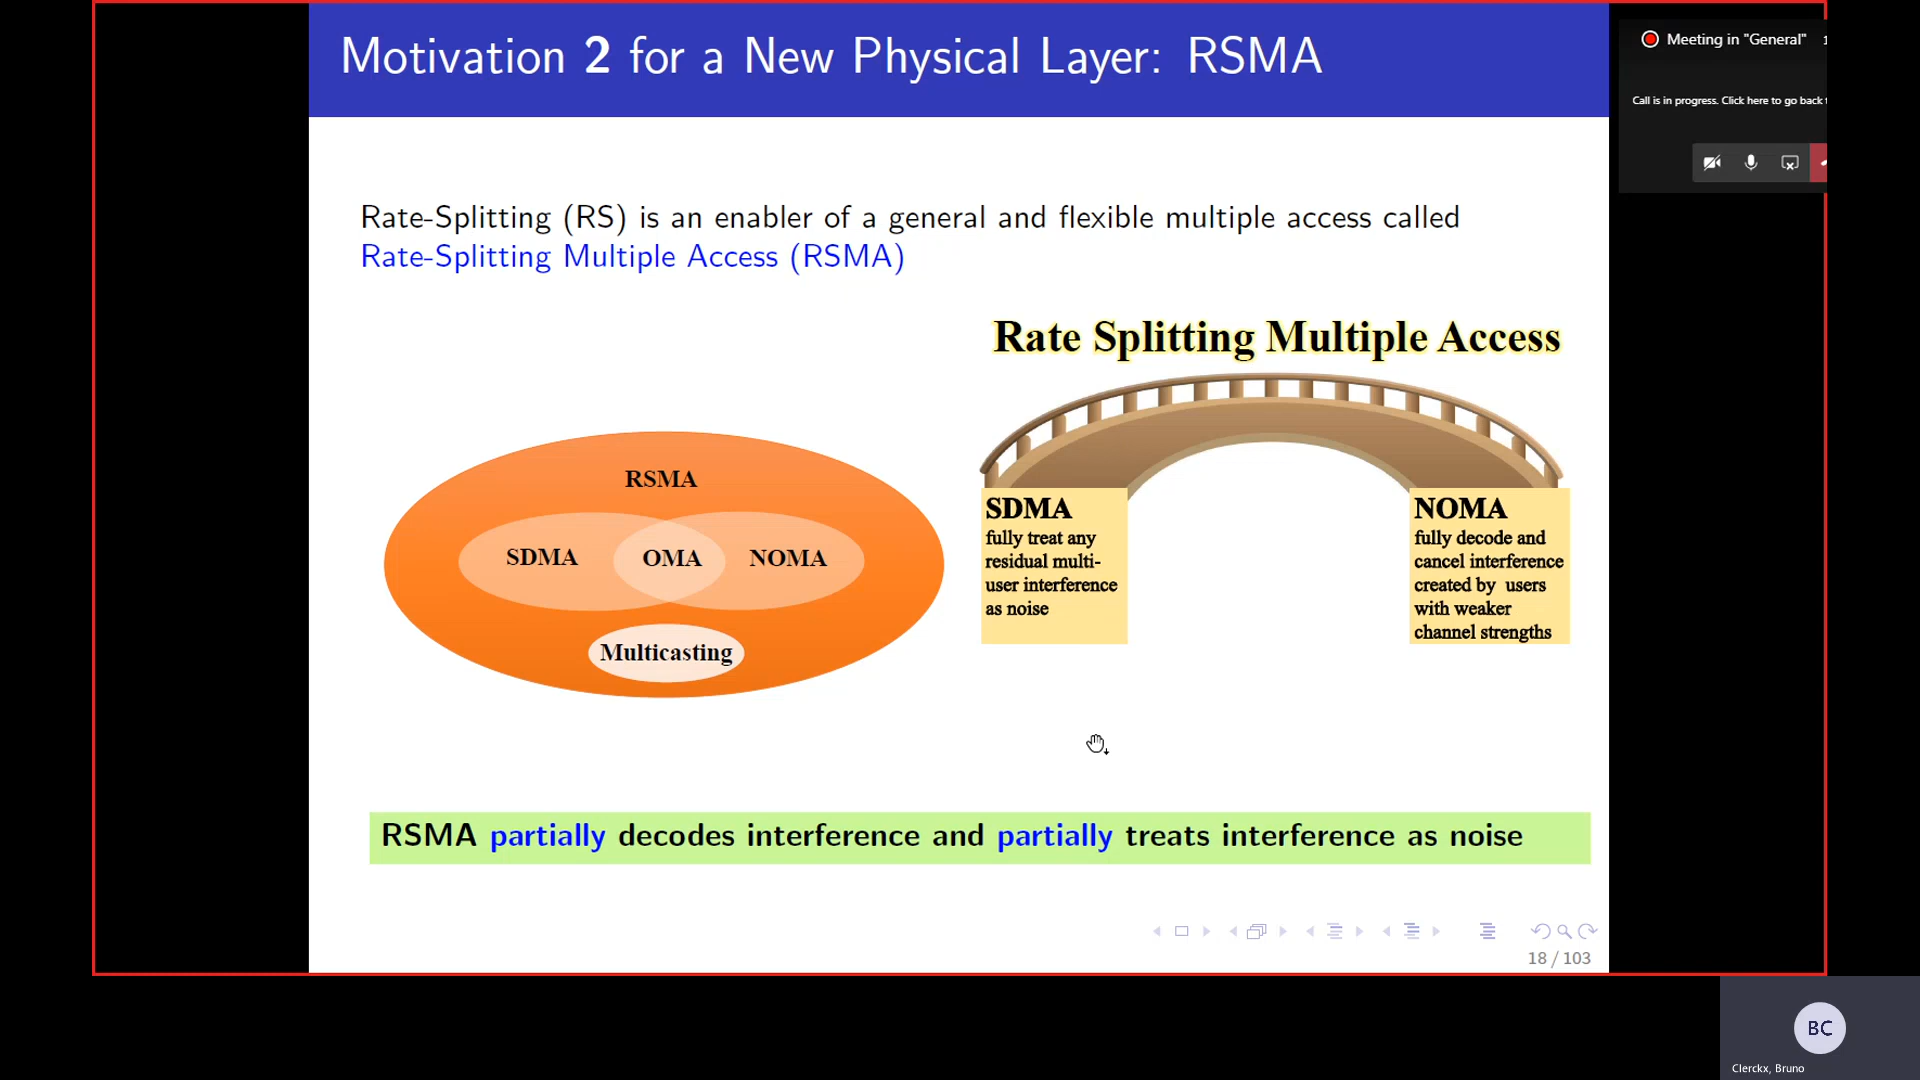 Motivation 2 for a New Physical Layer: RSMA
Meeting in "General"
Call is in progress. Click here to go back
Rate-Splitting (RS) is an enabler of a general and flexible multiple access called
Rate-Splitting Multiple Access (RSMA)
Rate Splitting Multiple Access
RSMA
SDMA
OMA
NOMA
Multicasting
SDMA
fully treat any
residual multi-
user interference
as noise
NOMA
fully decode and
cancel interference
created by users
with weaker
channel strengths
RSMA partially decodes interference and partially treats interference as noise
18 / 103
BC
Clerckx, Bruno